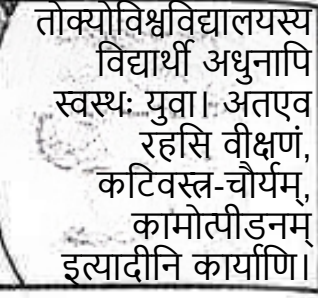 तोक्योविश्वविद्यालयस्य
विद्यार्थी अधुनापि
स्वस्थः युवा। अतएव
रहसि वीक्षणं,
कटिवस्त्र-चौर्यम्,
कामोत्पीडनम्
इत्यादीनि कार्याणि।